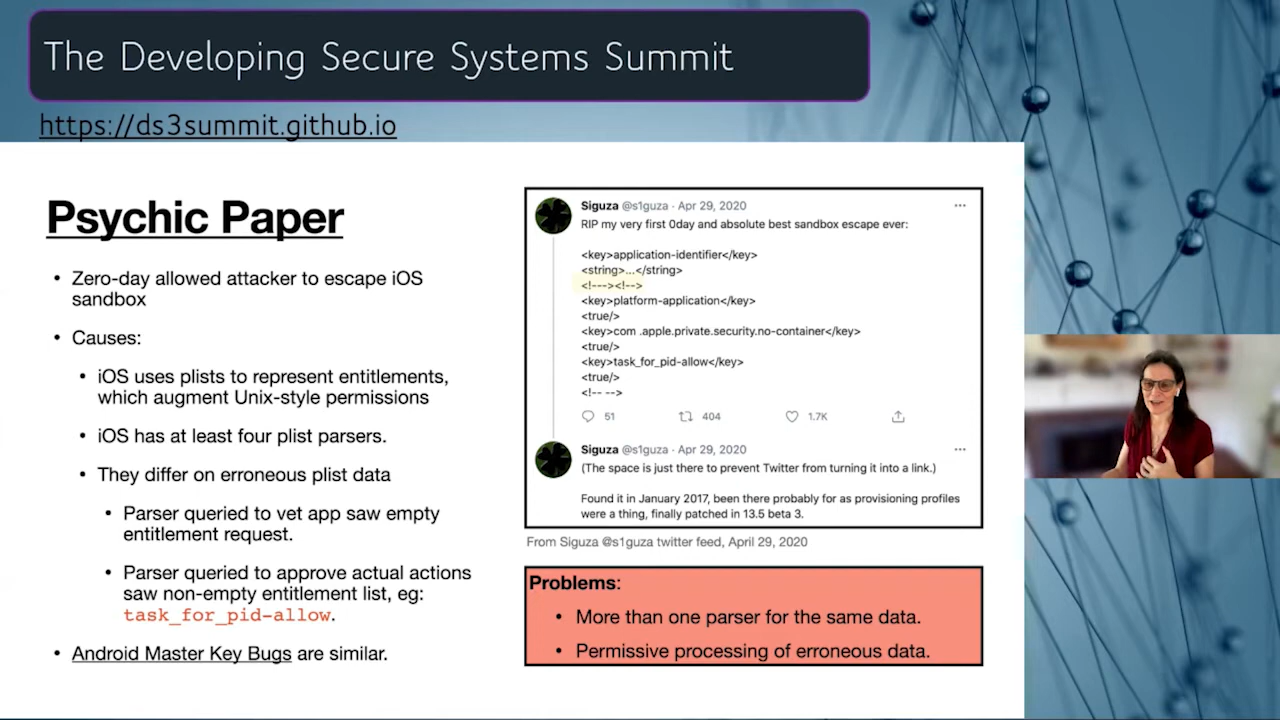 The Developing Secure Systems Summit
https://ds3summit.github.io
Psychic Paper
• Zero-day allowed attacker to escape iOS
sandbox
• Causes:
• iOS uses plists to represent entitlements,
which augment Unix-style permissions
• iOS has at least four plist parsers.
• They differ on erroneous plist data
• Parser queried to vet app saw empty
entitlement request.
• Parser queried to approve actual actions
saw non-empty entitlement list, eg:
task_for_pid-allow.
• Android Master Key Bugs are similar.
Siguza @s1guza · Apr 29, 2020
RIP my very first 0day and absolute best sandbox escape ever:
<key>application-identifier</key>
<string>...</string>
<!---><!-->
<key>platform-application</key>
<true/>
<key>com .apple.private.security.no-container</key>
<true/>
<key>task_for_pid-allow</key>
<true/>
<!-- -->
51 404 1.7K
Siguza @s1guza · Apr 29, 2020
(The space is just there to prevent Twitter from turning it into a link.)
Found it in January 2017, been there probably for as provisioning profiles
were a thing, finally patched in 13.5 beta 3.
From Siguza @s1guza twitter feed, April 29, 2020
Problems:
• More than one parser for the same data.
• Permissive processing of erroneous data.